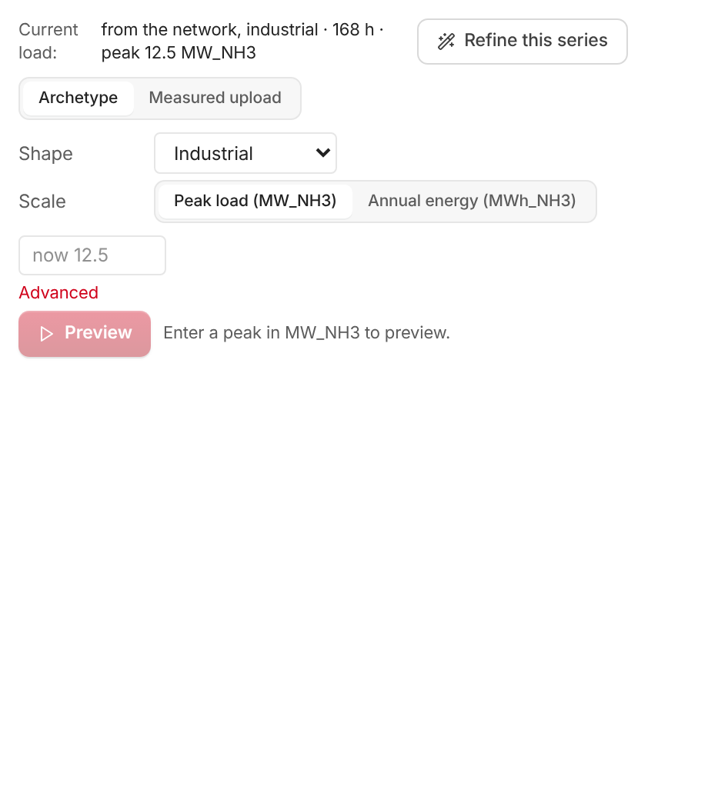 Current load:
from the network, industrial · 168 h ·
peak 12.5 MW_NH3
Refine this series
Archetype
Measured upload
Shape
Industrial
Scale
Peak load (MW_NH3)
Annual energy (MWh_NH3)
now 12.5
Advanced
Preview
Enter a peak in MW_NH3 to preview.